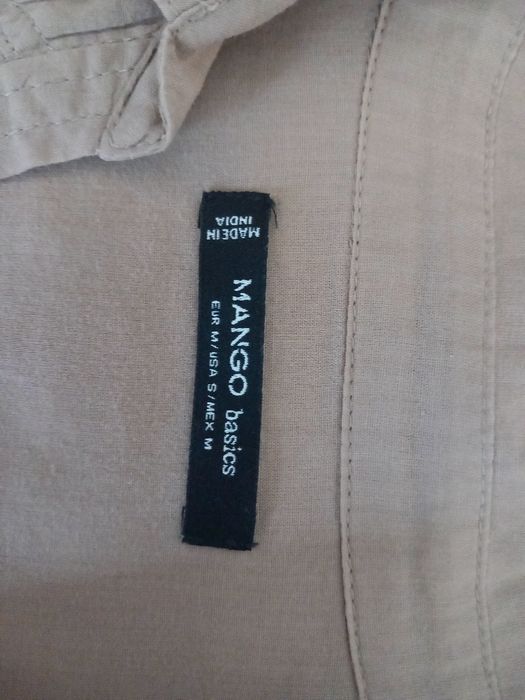 MANGO basics
EUR M/USA S/MEX M
MADE IN
INDIA